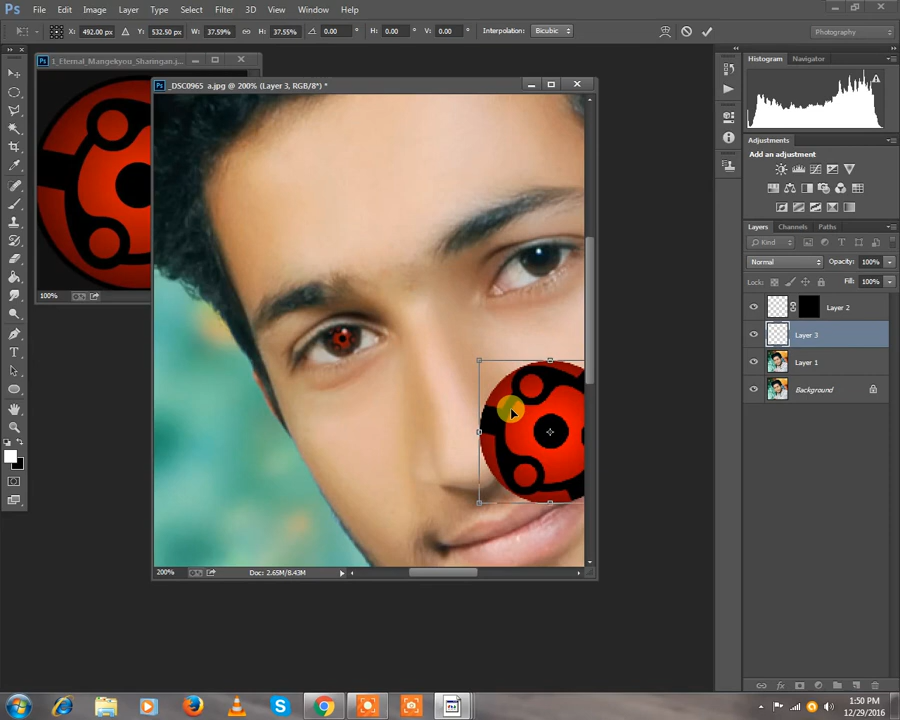 Ps File Edit Image Layer Type Select Filter 3D View Window Help
X: 492.00 px Y: 532.50 px W: 37.59% H: 37.55% 0.00 ° H: 0.00 ° V: 0.00 ° Interpolation: Bicubic Photography
1_Eternal_Mangekyou_Sharingan.j...
_DSC0965 a.jpg @ 200% (Layer 3, RGB/8*) *
100%
200% Doc: 2.65M/8.43M
Histogram Navigator
Adjustments
Add an adjustment
Layers Channels Paths
Kind
Normal Opacity: 100%
Lock: Fill: 100%
Layer 2
Layer 3
Layer 1
Background
1:50 PM
12/29/2016